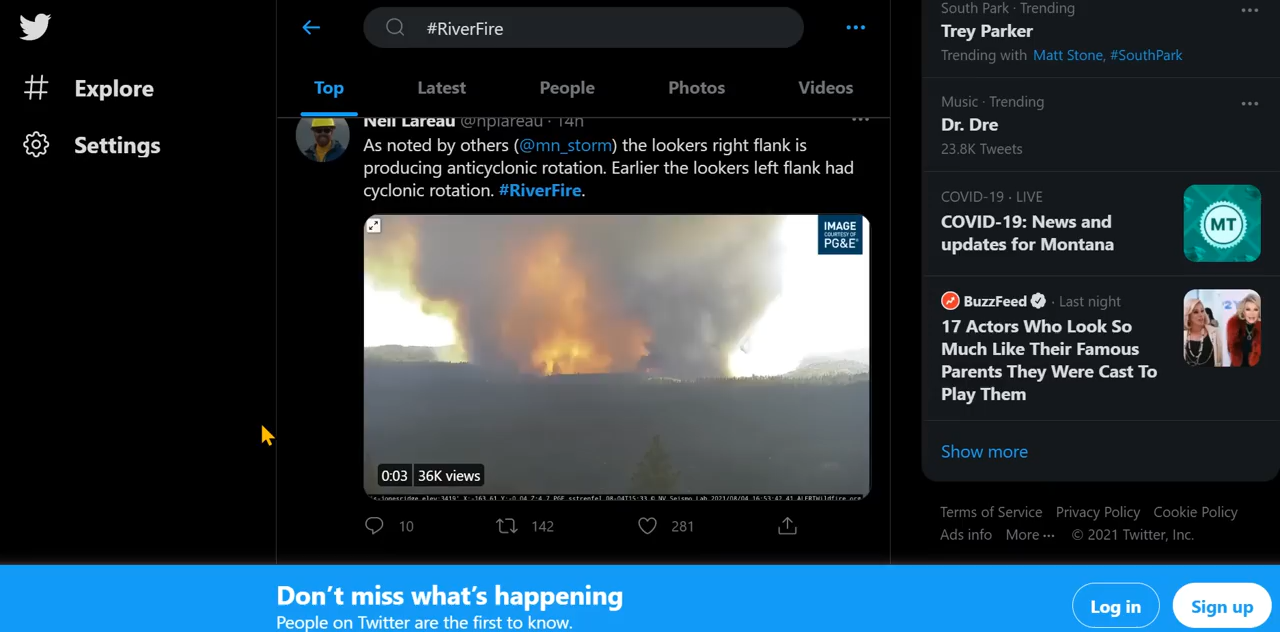 #RiverFire
Explore
Settings
Top
Latest
People
Photos
Videos
Neil Lareau @nplareau · 14h
As noted by others (@mn_storm) the lookers right flank is
producing anticyclonic rotation. Earlier the lookers left flank had
cyclonic rotation. #RiverFire.
IMAGE
COURTESY OF
PG&E
0:03 36K views
10
142
281
South Park · Trending
Trey Parker
Trending with Matt Stone, #SouthPark
Music · Trending
Dr. Dre
23.8K Tweets
COVID-19 · LIVE
COVID-19: News and
updates for Montana
MT
BuzzFeed · Last night
17 Actors Who Look So
Much Like Their Famous
Parents They Were Cast To
Play Them
Show more
Terms of Service Privacy Policy Cookie Policy
Ads info More ··· © 2021 Twitter, Inc.
Don’t miss what’s happening
People on Twitter are the first to know.
Log in
Sign up